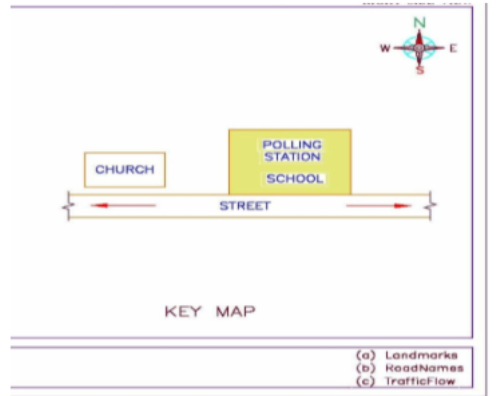 N
W E
S
POLLING
STATION
CHURCH
SCHOOL
STREET
KEY MAP
(a) Landmarks
(b) RoadNames
(c) TrafficFlow